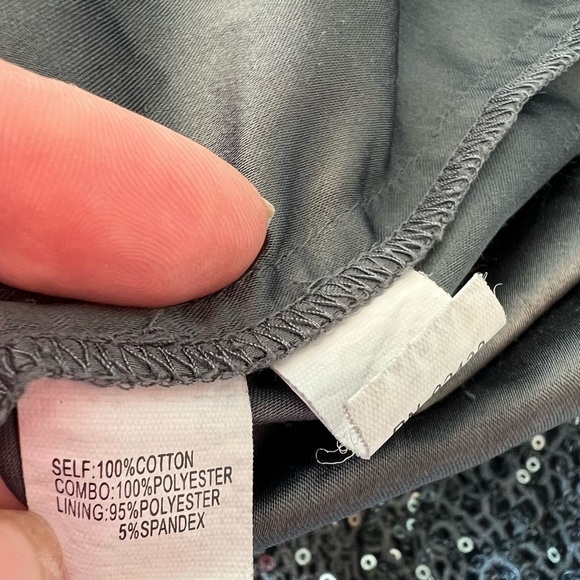 SELF:100%COTTON
COMBO:100%POLYESTER
LINING:95%POLYESTER
5%SPANDEX